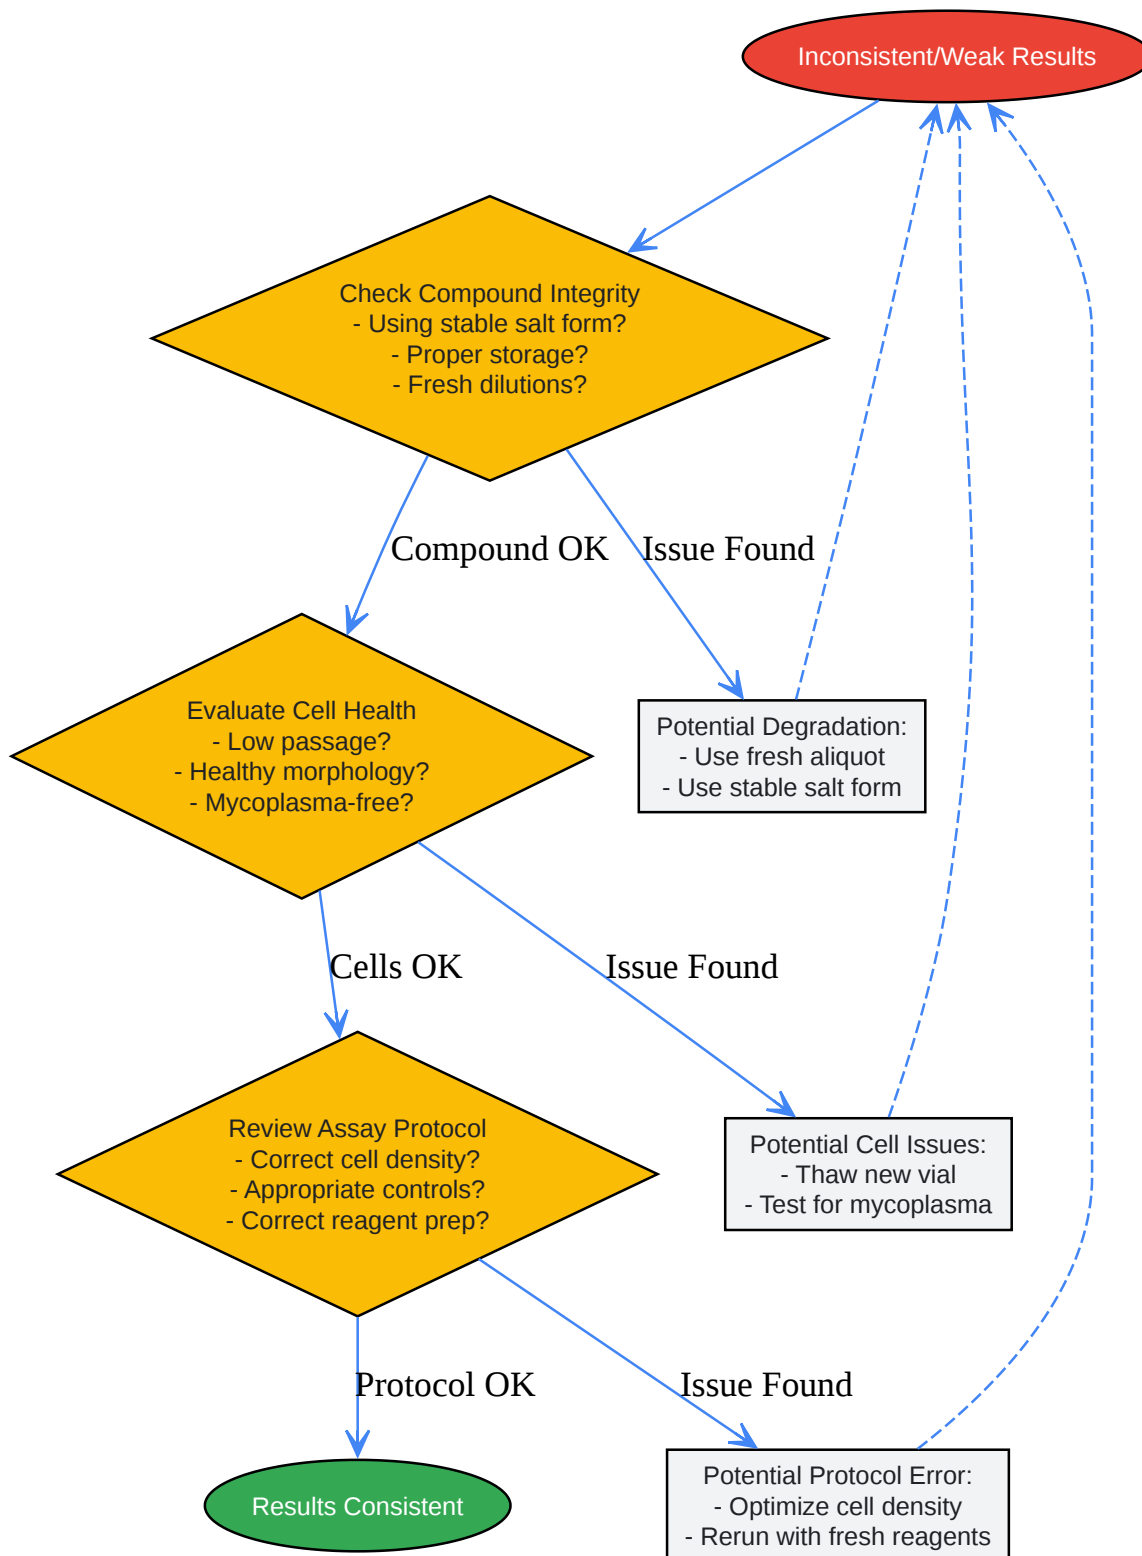 Inconsistent/Weak Results
Check Compound Integrity
- Using stable salt form?
- Proper storage?
- Fresh dilutions?
Compound OK
Issue Found
Evaluate Cell Health
- Low passage?
- Healthy morphology?
- Mycoplasma-free?
Potential Degradation:
- Use fresh aliquot
- Use stable salt form
Cells OK
Issue Found
Review Assay Protocol
- Correct cell density?
- Appropriate controls?
- Correct reagent prep?
Potential Cell Issues:
- Thaw new vial
- Test for mycoplasma
Protocol OK
Issue Found
Results Consistent
Potential Protocol Error:
- Optimize cell density
- Rerun with fresh reagents